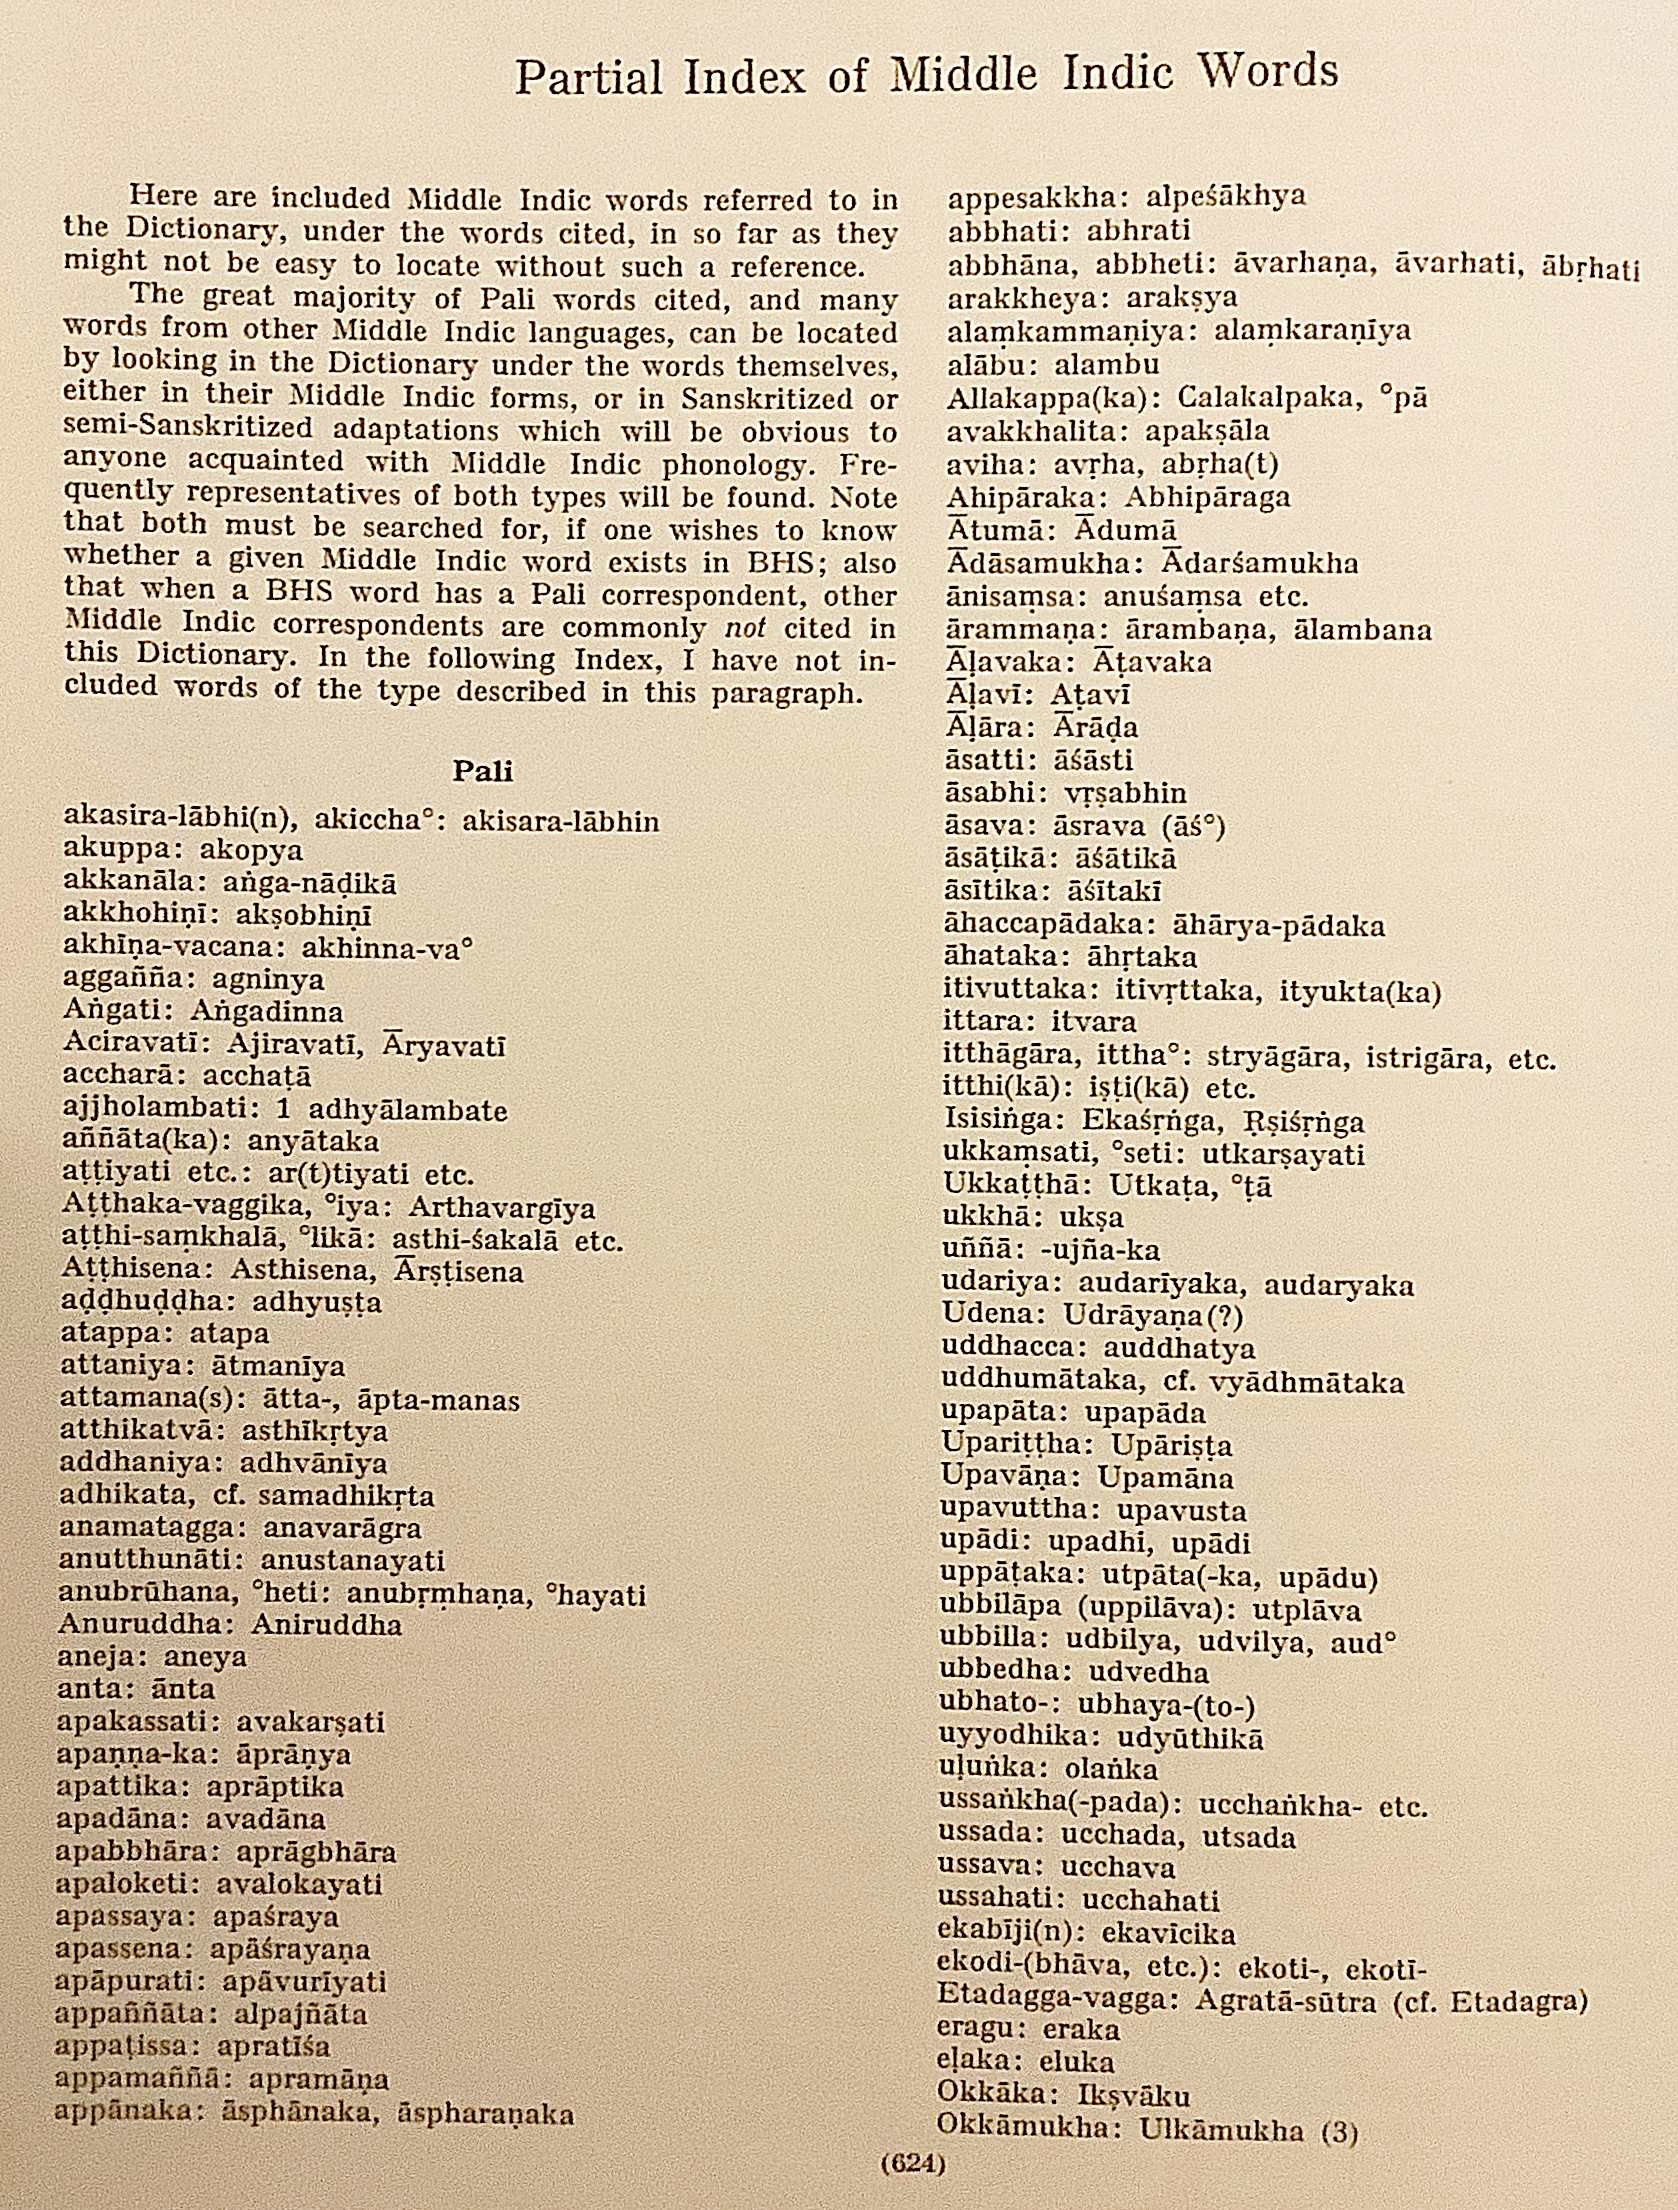 Partial Index of Middle Indic Words
Here are included Middle Indic words referred to in
the Dictionary, under the words cited, in so far as they
might not be easy to locate without such a reference.
The great majority of Pali words cited, and many
words from other Middle Indic languages, can be located
by looking in the Dictionary under the words themselves,
either in their Middle Indic forms, or in Sanskritized or
semi-Sanskritized adaptations which will be obvious to
anyone acquainted with Middle Indic phonology. Fre-
quently representatives of both types will be found. Note
that both must be searched for, if one wishes to know
whether a given Middle Indic word exists in BHS; also
that when a BHS word has a Pali correspondent, other
Middle Indic correspondents are commonly not cited in
this Dictionary. In the following Index, I have not in-
cluded words of the type described in this paragraph.
Pali
akasira-lābhi(n), akiccha°: akisara-lābhin
akuppa: akopya
akkanāla: aṅga-nāḍikā
akkhohiṇī: akṣobhiṇī
akhīṇa-vacana: akhinna-va°
aggañña: agninya
Aṅgati: Aṅgadinna
Aciravatī: Ajiravatī, Āryavatī
accharā: acchaṭā
ajjholambati: 1 adhyālambate
aññāta(ka): anyātaka
aṭṭiyati etc.: ar(t)tiyati etc.
Aṭṭhaka-vaggika, °iya: Arthavargīya
aṭṭhi-saṃkhalā, °likā: asthi-śakalā etc.
Aṭṭhisena: Asthisena, Ārṣṭisena
aḍḍhuḍḍha: adhyuṣṭa
atappa: atapa
attaniya: ātmanīya
attamana(s): ātta-, āpta-manas
atthikatvā: asthīkṛtya
addhaniya: adhvānīya
adhikata, cf. samadhikṛta
anamatagga: anavarāgra
anutthunāti: anustanayati
anubrūhana, °heti: anubṛṃhaṇa, °hayati
Anuruddha: Aniruddha
aneja: aneya
anta: ānta
apakassati: avakarṣati
apaṇṇa-ka: āprāṇya
apattika: aprāptika
apadāna: avadāna
apabbhāra: aprāgbhāra
apaloketi: avalokayati
apassaya: apaśraya
apassena: apāśrayaṇa
apāpurati: apāvurīyati
appaññāta: alpajñāta
appaṭissa: apratīśa
appamaññā: apramāṇa
appānaka: āsphānaka, āspharaṇaka
appesakkha: alpeśākhya
abbhati: abhrati
abbhāna, abbheti: āvarhaṇa, āvarhati, ābṛhati
arakkheya: arakṣya
alaṃkammaṇiya: alaṃkaraṇīya
alābu: alambu
Allakappa(ka): Calakalpaka, °pā
avakkhalita: apakṣāla
aviha: avṛha, abṛha(t)
Ahipāraka: Abhipāraga
Ātumā: Ādumā
Ādāsamukha: Ādarśamukha
ānisaṃsa: anuśaṃsa etc.
ārammaṇa: ārambaṇa, ālambana
Āḷavaka: Āṭavaka
Āḷavī: Aṭavī
Āḷāra: Ārāḍa
āsatti: āśāsti
āsabhi: vṛṣabhin
āsava: āsrava (āś°)
āsāṭikā: āśātikā
āsītika: āśītakī
āhaccapādaka: āhārya-pādaka
āhataka: āhṛtaka
itivuttaka: itivṛttaka, ityukta(ka)
ittara: itvara
itthāgāra, ittha°: stryāgāra, istrigāra, etc.
itthi(kā): iṣṭi(kā) etc.
Isisiṅga: Ekaśṛṅga, Ṛṣiśṛṅga
ukkaṃsati, °seti: utkarṣayati
Ukkaṭṭhā: Utkaṭa, °ṭā
ukkhā: ukṣa
uññā: -ujña-ka
udariya: audarīyaka, audaryaka
Udena: Udrāyaṇa(?)
uddhacca: auddhatya
uddhumātaka, cf. vyādhmātaka
upapāta: upapāda
Upariṭṭha: Upāriṣṭa
Upavāṇa: Upamāna
upavuttha: upavusta
upādi: upadhi, upādi
uppāṭaka: utpāta(-ka, upādu)
ubbilāpa (uppilāva): utplāva
ubbilla: udbilya, udvilya, aud°
ubbedha: udvedha
ubhato-: ubhaya-(to-)
uyyodhika: udyūthikā
uḷuṅka: olaṅka
ussaṅkha(-pada): ucchaṅkha- etc.
ussada: ucchada, utsada
ussava: ucchava
ussahati: ucchahati
ekabīji(n): ekavīcika
ekodi-(bhāva, etc.): ekoti-, ekotī-
Etadagga-vagga: Agratā-sūtra (cf. Etadagra)
eragu: eraka
eḷaka: eluka
Okkāka: Ikṣvāku
Okkāmukha: Ulkāmukha (3)
(624)